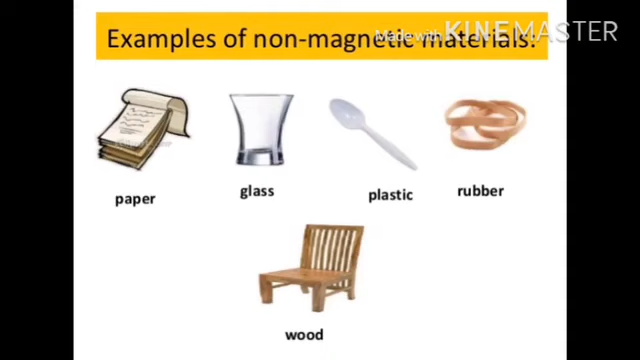 Examples of non-magnetic materials:
Made with KINEMASTER
paper
glass
plastic
rubber
wood